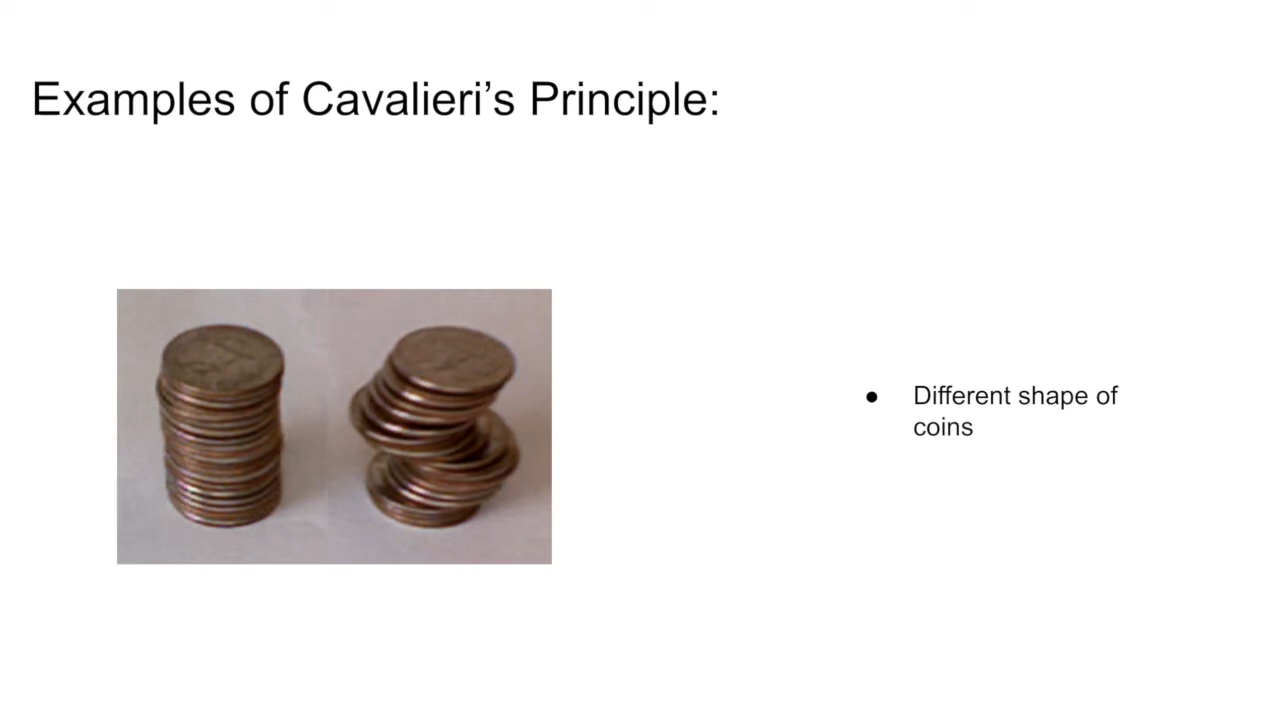 Examples of Cavalieri’s Principle:
● Different shape of
coins